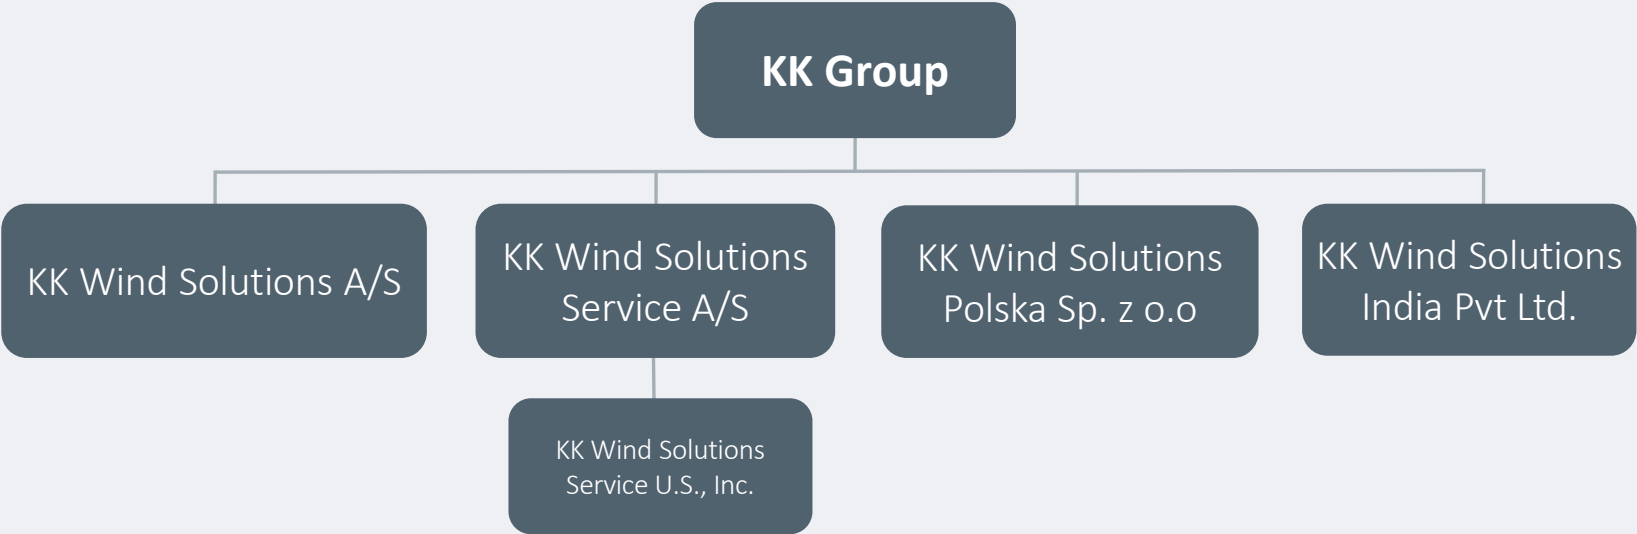 KK Group
KK Wind Solutions A/S
KK Wind Solutions
Service A/S
KK Wind Solutions
Polska Sp. z o.o
KK Wind Solutions
India Pvt Ltd.
KK Wind Solutions
Service U.S., Inc.